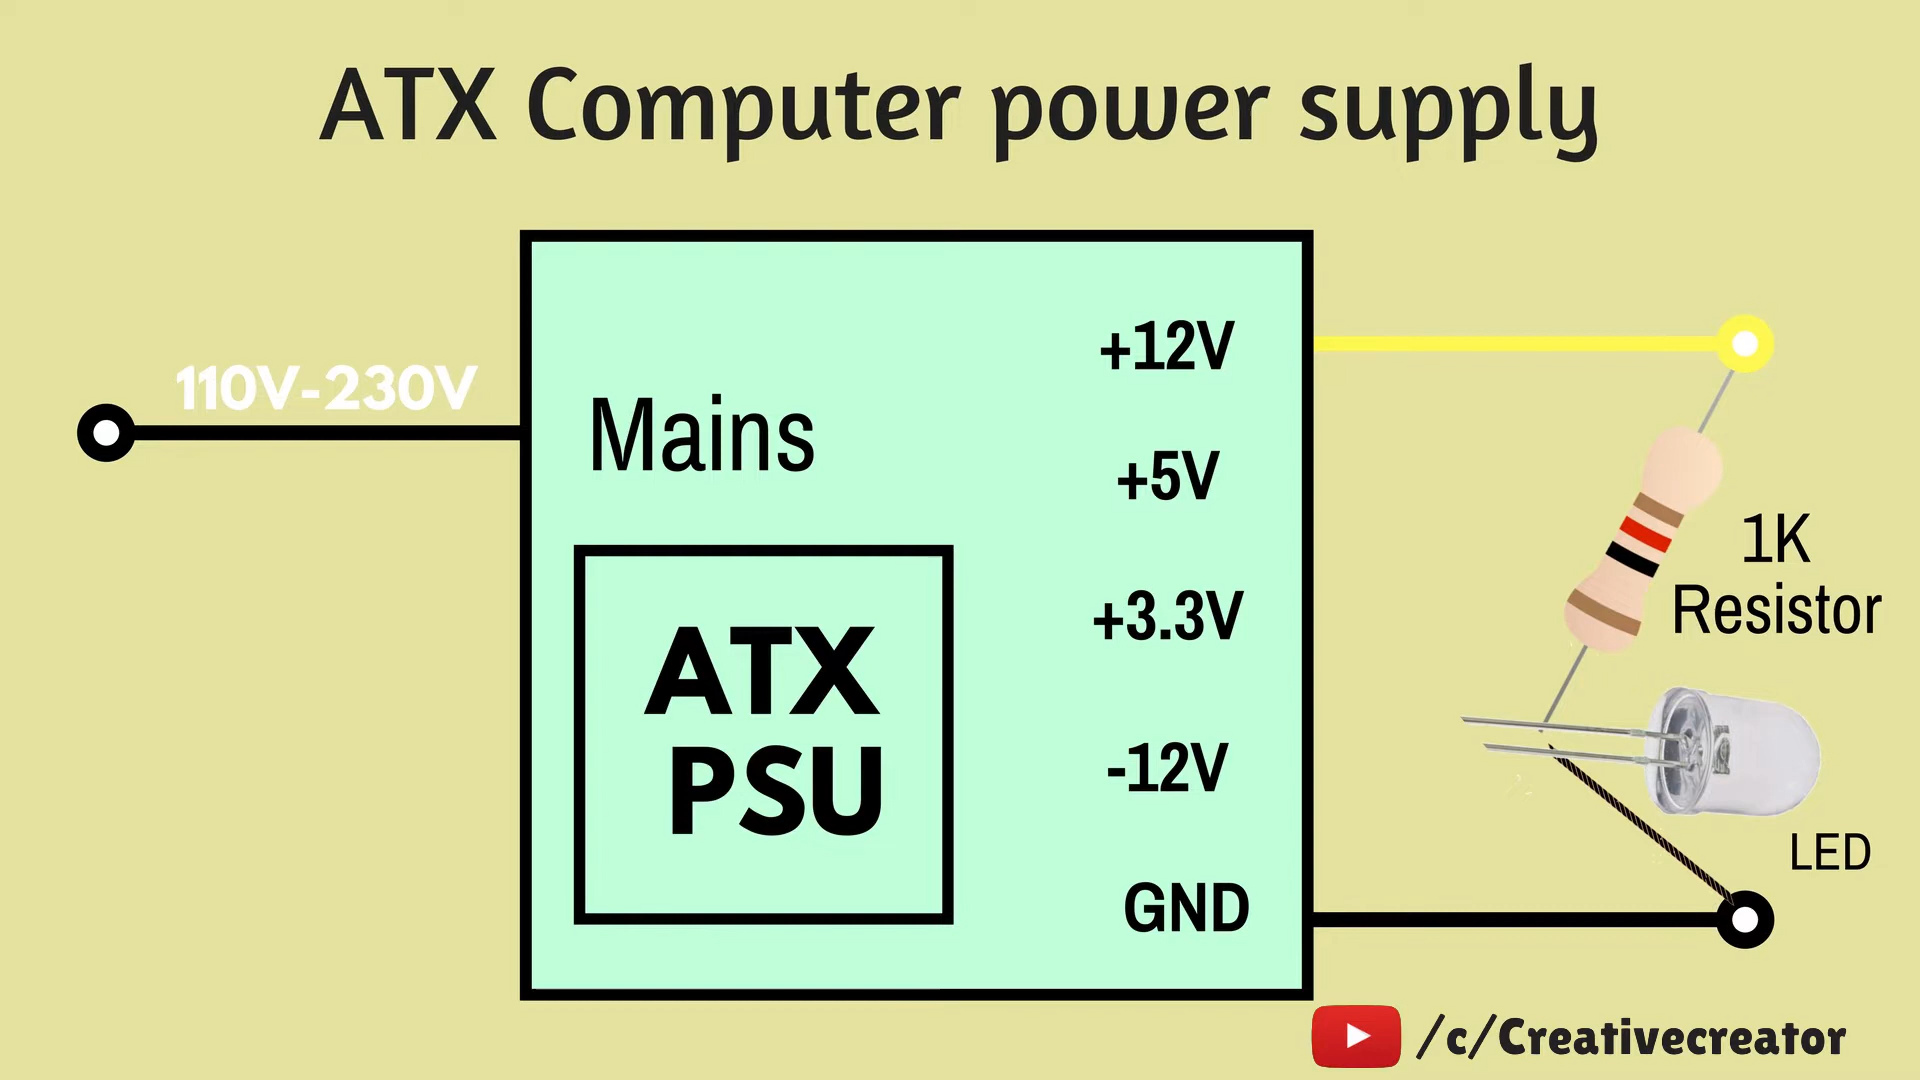 ATX Computer power supply
110V-230V
Mains
+12V
+5V
+3.3V
-12V
GND
ATX
PSU
1K
Resistor
LED
/c/Creativecreator